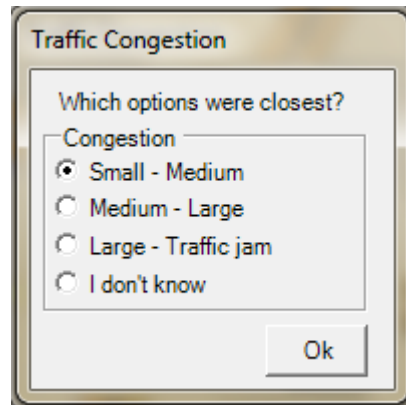 Traffic Congestion
Which options were closest?
Congestion
Small - Medium
Medium - Large
Large - Traffic jam
I don't know
Ok